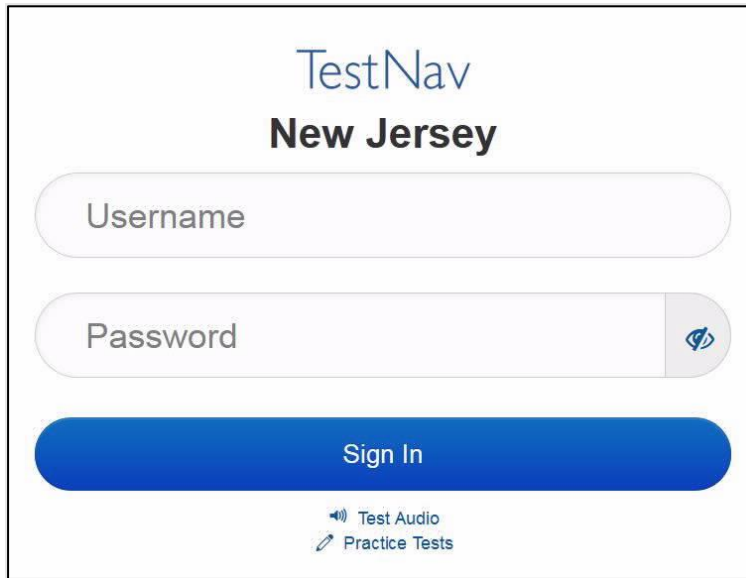 TestNav
New Jersey
Username
Password
Sign In
Test Audio
Practice Tests